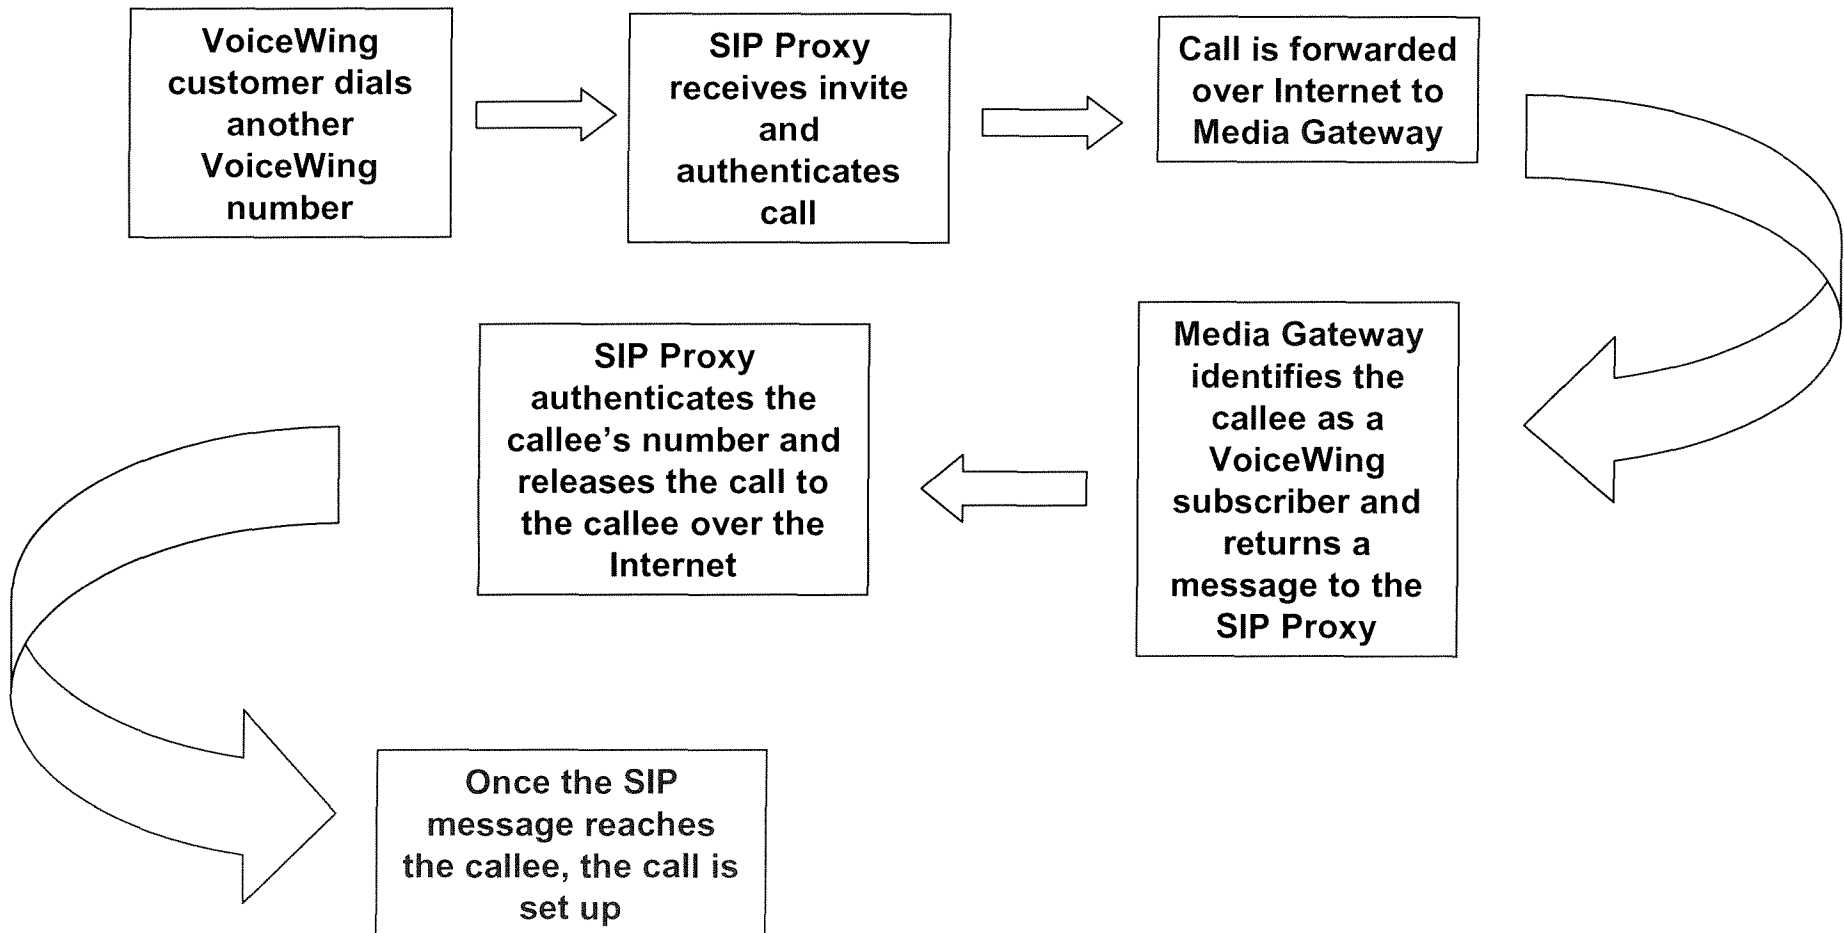 VoiceWing
customer dials
another
VoiceWing
number
SIP Proxy
receives invite
and
authenticates
call
Call is forwarded
over Internet to
Media Gateway
Media Gateway
identifies the
callee as a
VoiceWing
subscriber and
returns a
message to the
SIP Proxy
SIP Proxy
authenticates the
callee’s number and
releases the call to
the callee over the
Internet
Once the SIP
message reaches
the callee, the call is
set up